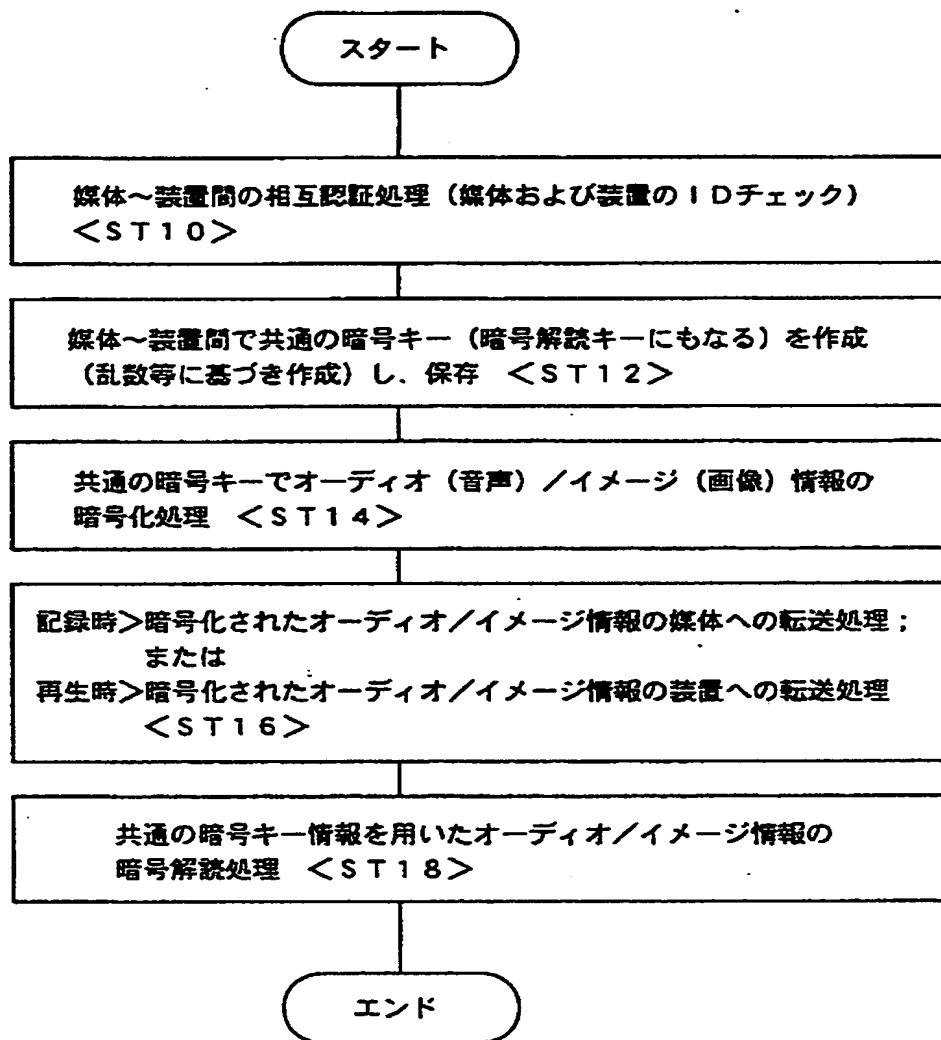 スタート
媒体～装置間の相互認証処理（媒体および装置のＩＤチェック）
＜ＳＴ１０＞
媒体～装置間で共通の暗号キー（暗号解読キーにもなる）を作成
（乱数等に基づき作成）し、保存　＜ＳＴ１２＞
共通の暗号キーでオーディオ（音声）／イメージ（画像）情報の
暗号化処理　＜ＳＴ１４＞
記録時＞暗号化されたオーディオ／イメージ情報の媒体への転送処理；
または
再生時＞暗号化されたオーディオ／イメージ情報の装置への転送処理
＜ＳＴ１６＞
共通の暗号キー情報を用いたオーディオ／イメージ情報の
暗号解読処理　＜ＳＴ１８＞
エンド